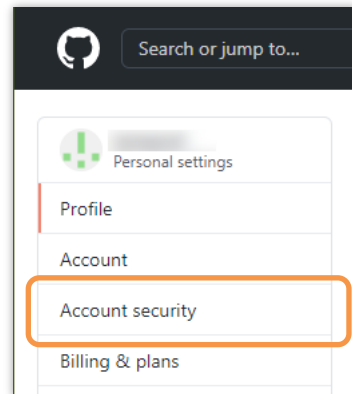 Search or jump to...
Personal settings
Profile
Account
Account security
Billing & plans